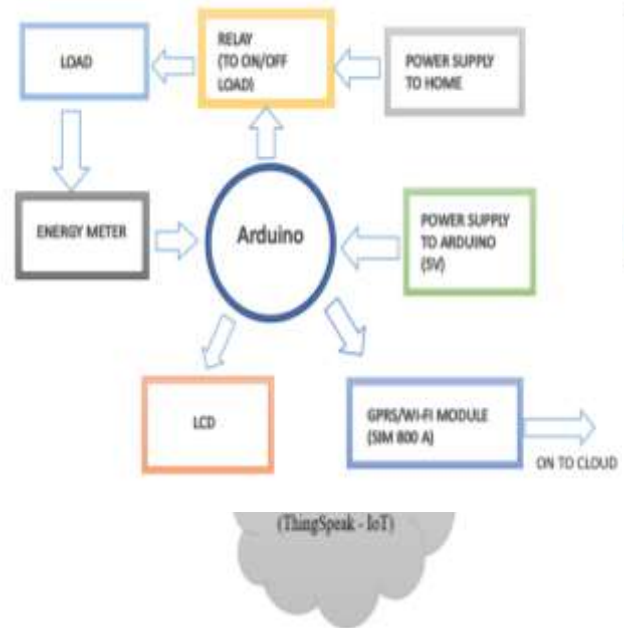 LOAD
RELAY
(TO ON/OFF
LOAD)
POWER SUPPLY
TO HOME
ENERGY METER
Arduino
POWER SUPPLY
TO ARDUINO
(5V)
LCD
GPRS/WI-FI MODULE
(SIM 800 A)
ON TO CLOUD
(ThingSpeak - IoT)